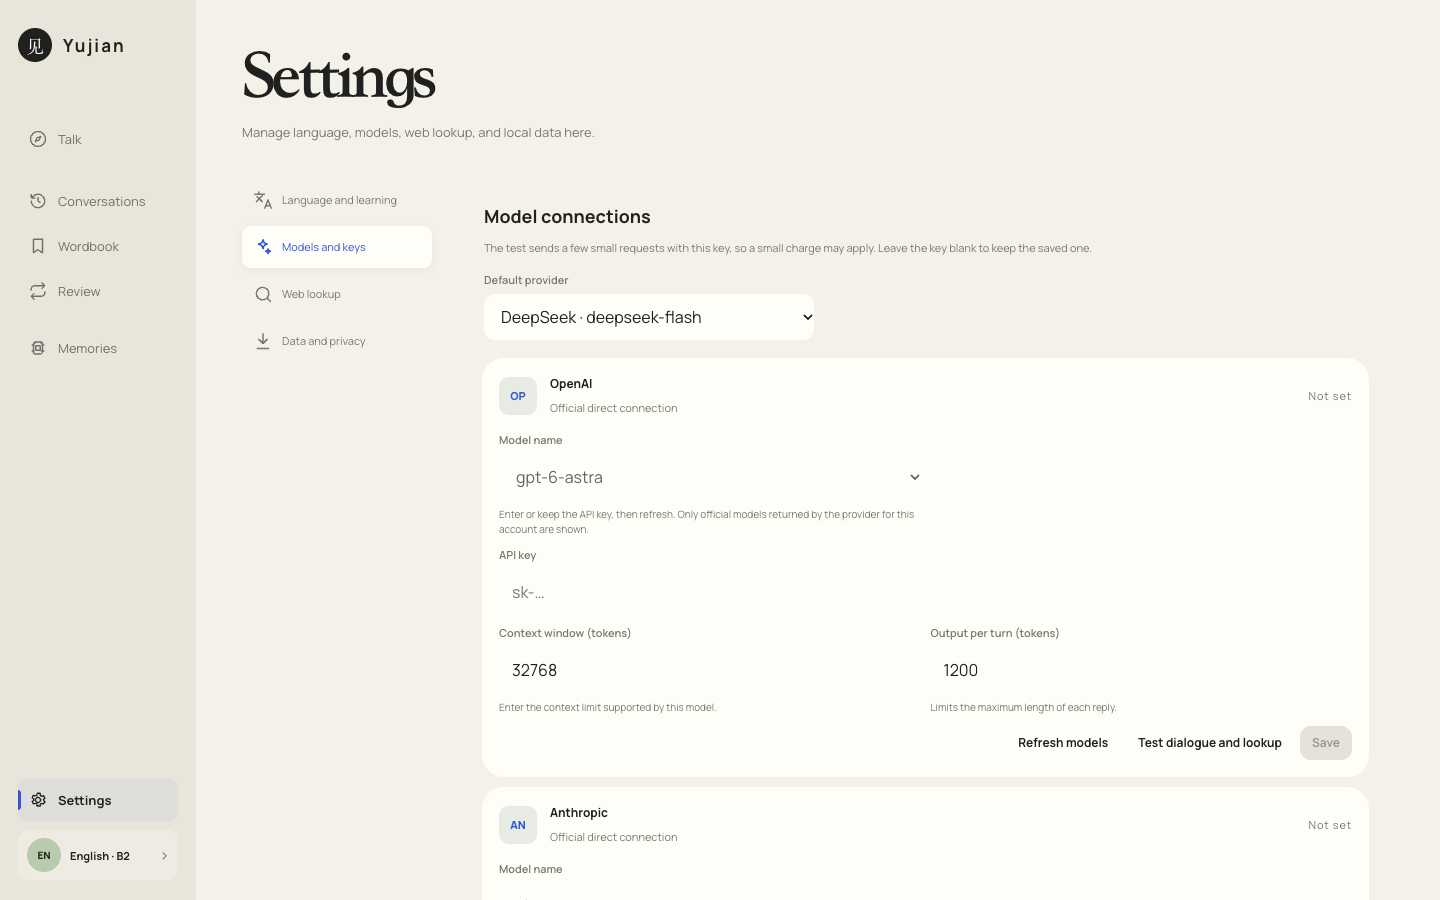 见 Yujian
Talk
Conversations
Wordbook
Review
Memories
Settings
EN English · B2
Settings
Manage language, models, web lookup, and local data here.
Language and learning
Models and keys
Web lookup
Data and privacy
Model connections
The test sends a few small requests with this key, so a small charge may apply. Leave the key blank to keep the saved one.
Default provider
DeepSeek · deepseek-flash
OP OpenAI
Official direct connection
Not set
Model name
gpt-6-astra
Enter or keep the API key, then refresh. Only official models returned by the provider for this
account are shown.
API key
sk-...
Context window (tokens)
32768
Enter the context limit supported by this model.
Output per turn (tokens)
1200
Limits the maximum length of each reply.
Refresh models
Test dialogue and lookup
Save
AN Anthropic
Official direct connection
Not set
Model name